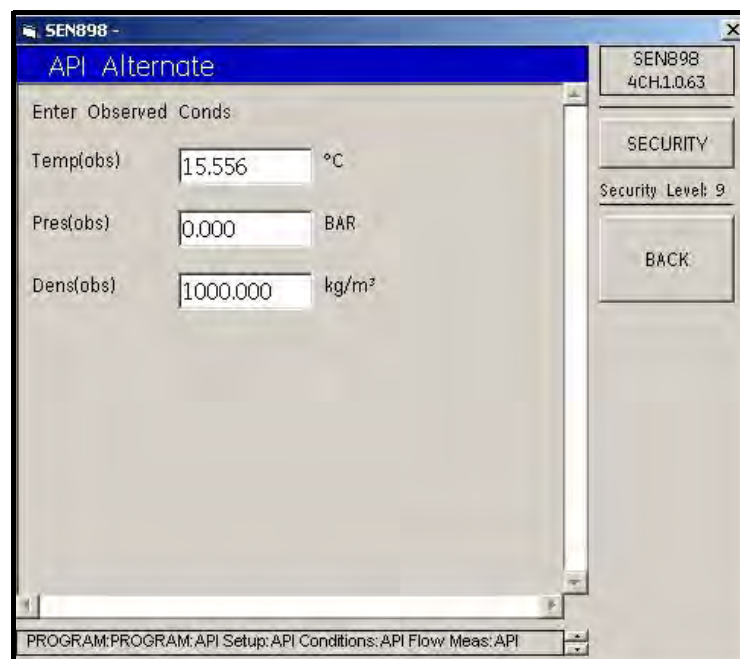 SEN898 -
API Alternate
Enter Observed Conds
Temp(obs) 15.556 °C
Pres(obs) 0.000 BAR
Dens(obs) 1000.000 kg/m³
SEN898
4CH.1.0.63
SECURITY
Security Level: 9
BACK
PROGRAM:PROGRAM:API Setup:API Conditions:API Flow Meas:API